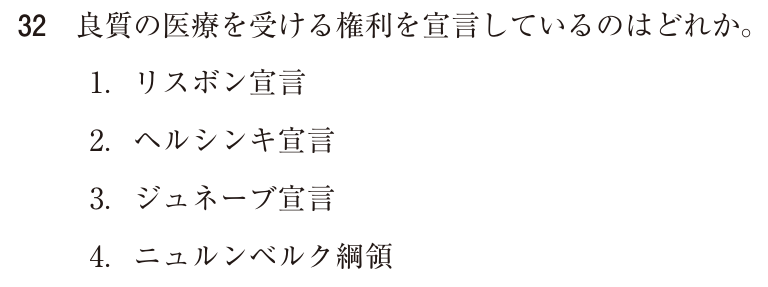 32 良質の医療を受ける権利を宣言しているのはどれか。
1. リスボン宣言
2. ヘルシンキ宣言
3. ジュネーブ宣言
4. ニュルンベルク綱領